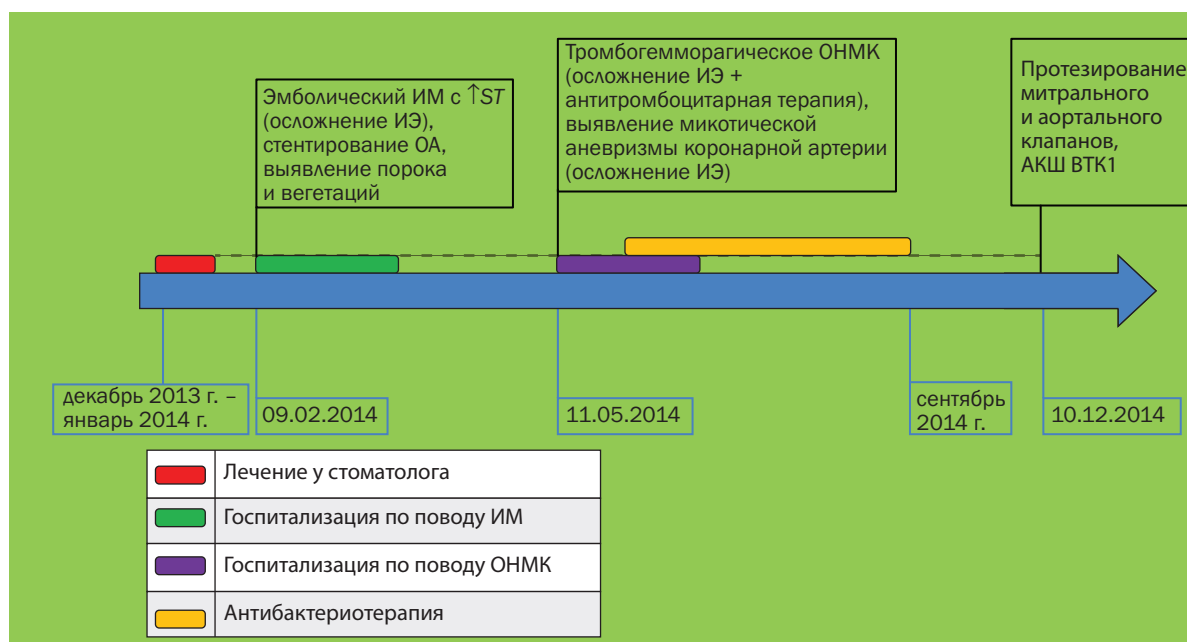 Эмболический ИМ с ↑ST
(осложнение ИЭ),
стентирование ОА,
выявление порока
и вегетаций
Тромбогемморагическое ОНМК
(осложнение ИЭ +
антитромбоцитарная терапия),
выявление микотической
аневризмы коронарной артерии
(осложнение ИЭ)
Протезирование
митрального
и аортального
клапанов,
АКШ ВТК1
декабрь 2013 г. –
январь 2014 г.
09.02.2014
11.05.2014
сентябрь
2014 г.
10.12.2014
Лечение у стоматолога
Госпитализация по поводу ИМ
Госпитализация по поводу ОНМК
Антибактериотерапия